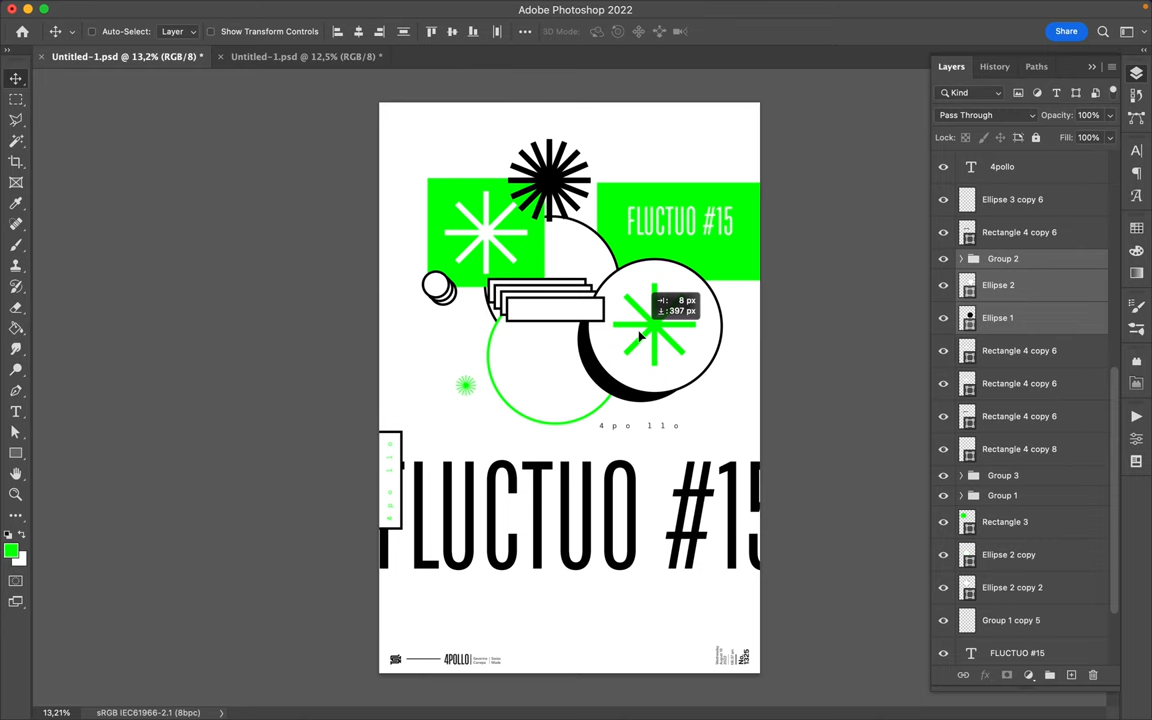 Adobe Photoshop 2022
Auto-Select: Layer Show Transform Controls 3D Mode: Share
Untitled-1.psd @ 13,2% (RGB/8) * Untitled-1.psd @ 12,5% (RGB/8) *
Layers History Paths
Kind
Pass Through Opacity: 100%
Lock: Fill: 100%
4pollo
Ellipse 3 copy 6
Rectangle 4 copy 6
Group 2
Ellipse 2
Ellipse 1
Rectangle 4 copy 6
Rectangle 4 copy 6
Rectangle 4 copy 6
Rectangle 4 copy 8
Group 3
Group 1
Rectangle 3
Ellipse 2 copy
Ellipse 2 copy 2
Group 1 copy 5
FLUCTUO #15
FLUCTUO #15
8 px
397 px
4pollo
FLUCTUO #15
4POLLO
No.
1325
13,21% sRGB IEC61966-2.1 (8bpc)